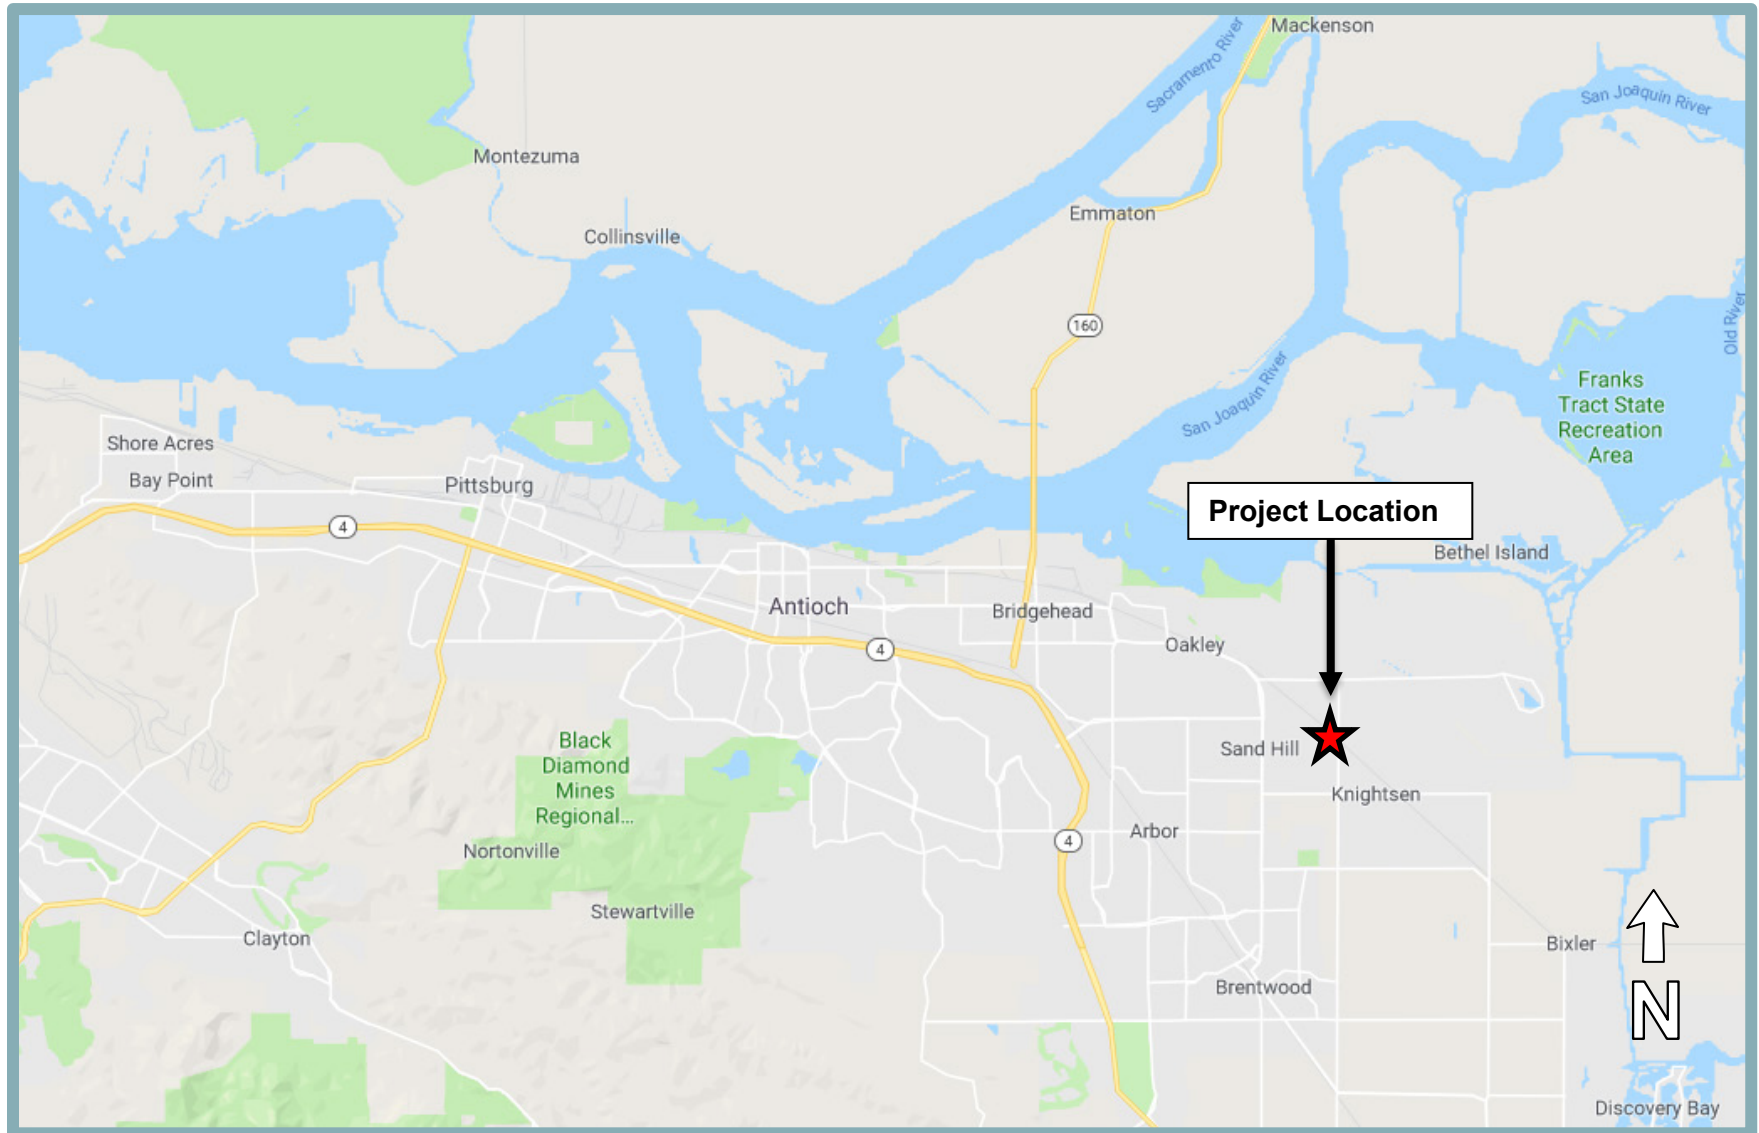 Mackenson
Sacramento River
San Joaquin River
Montezuma
Emmaton
Collinsville
160
Old River
Franks
Tract State
Recreation
Area
San Joaquin River
Shore Acres
Bay Point
Pittsburg
4
Project Location
Bethel Island
Antioch
Bridgehead
Oakley
4
Black
Diamond
Mines
Regional...
Sand Hill
Knightsen
Arbor
4
Nortonville
Stewartville
Clayton
Bixler
Brentwood
N
Discovery Bay